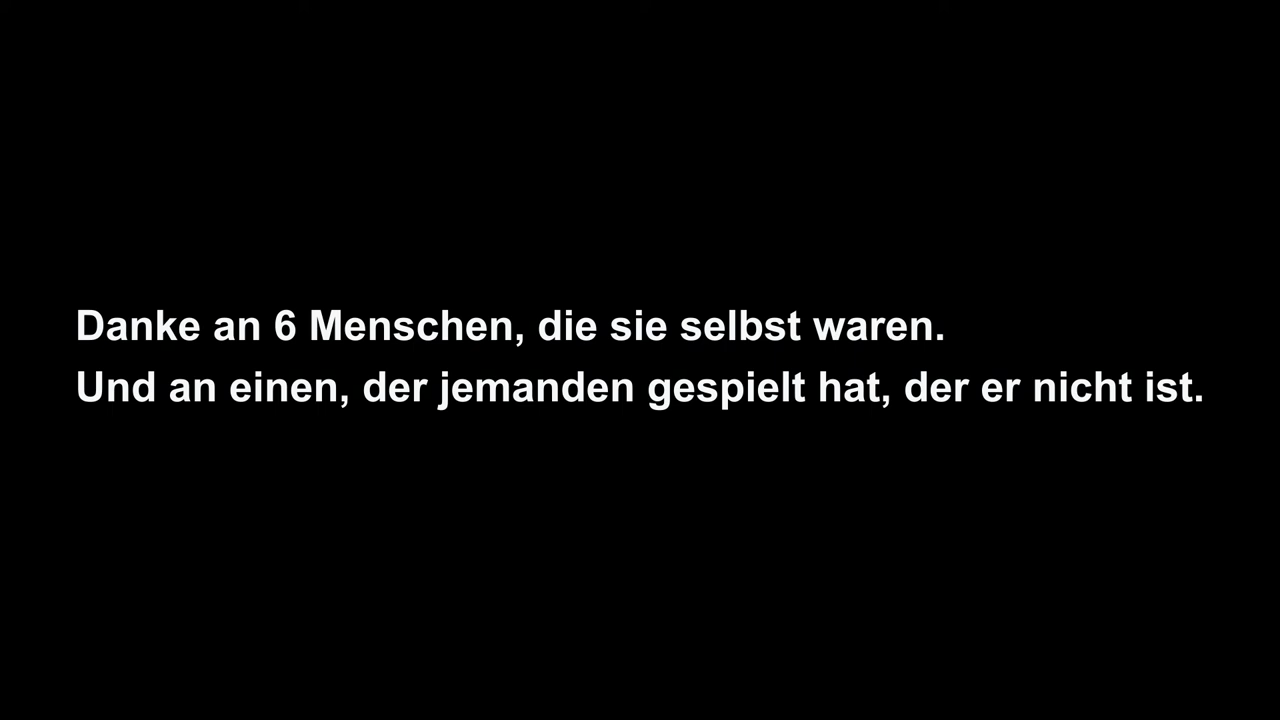 Danke an 6 Menschen, die sie selbst waren.
Und an einen, der jemanden gespielt hat, der er nicht ist.